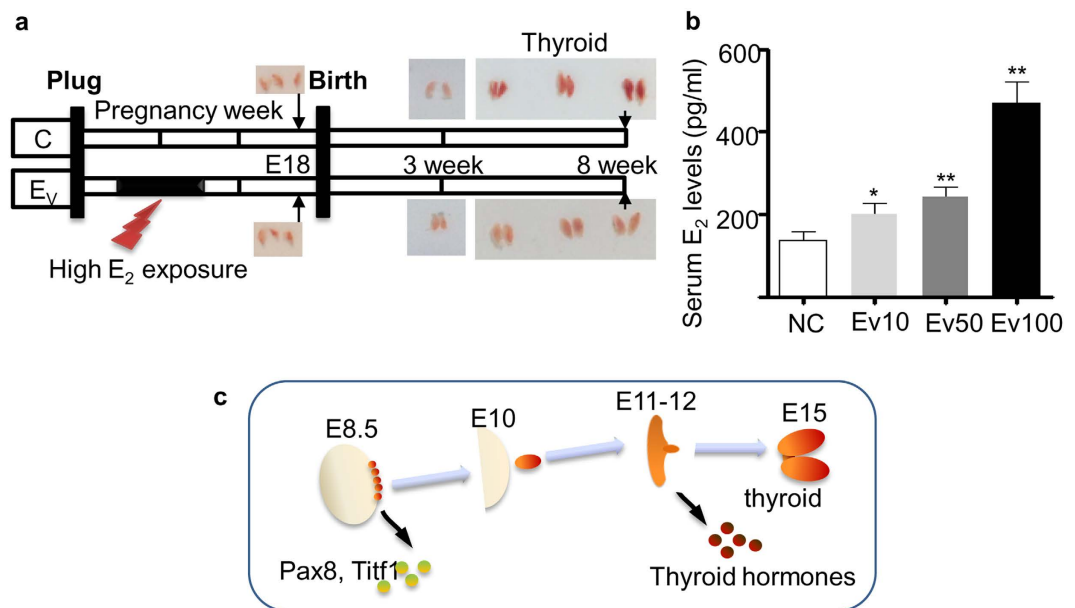 a
Thyroid
Plug
Birth
Pregnancy week
C
E18
3 week
8 week
Eᵥ
High E₂ exposure
b
Serum E₂ levels (pg/ml)
600
400
200
*
**
**
NC
Ev10
Ev50
Ev100
c
E8.5
E10
E11-12
E15
thyroid
Pax8, Titf1
Thyroid hormones